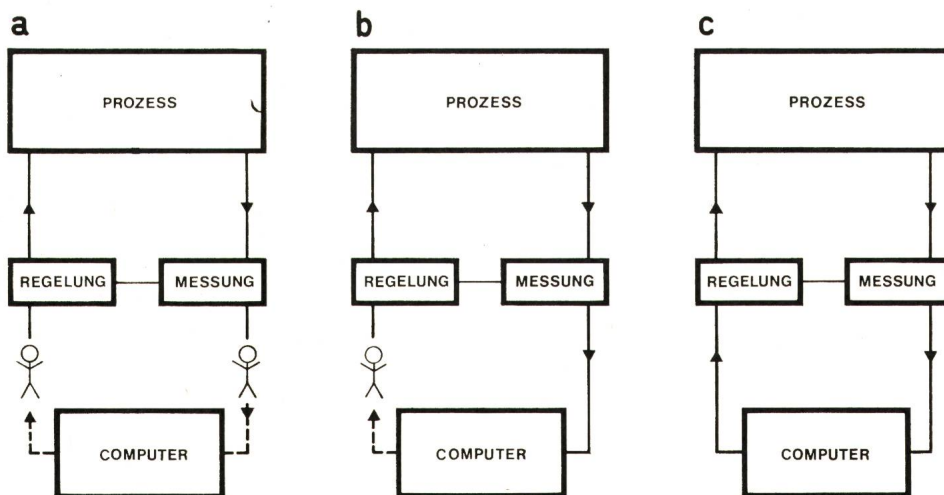 a
PROZESS
REGELUNG
MESSUNG
COMPUTER
b
PROZESS
REGELUNG
MESSUNG
COMPUTER
c
PROZESS
REGELUNG
MESSUNG
COMPUTER